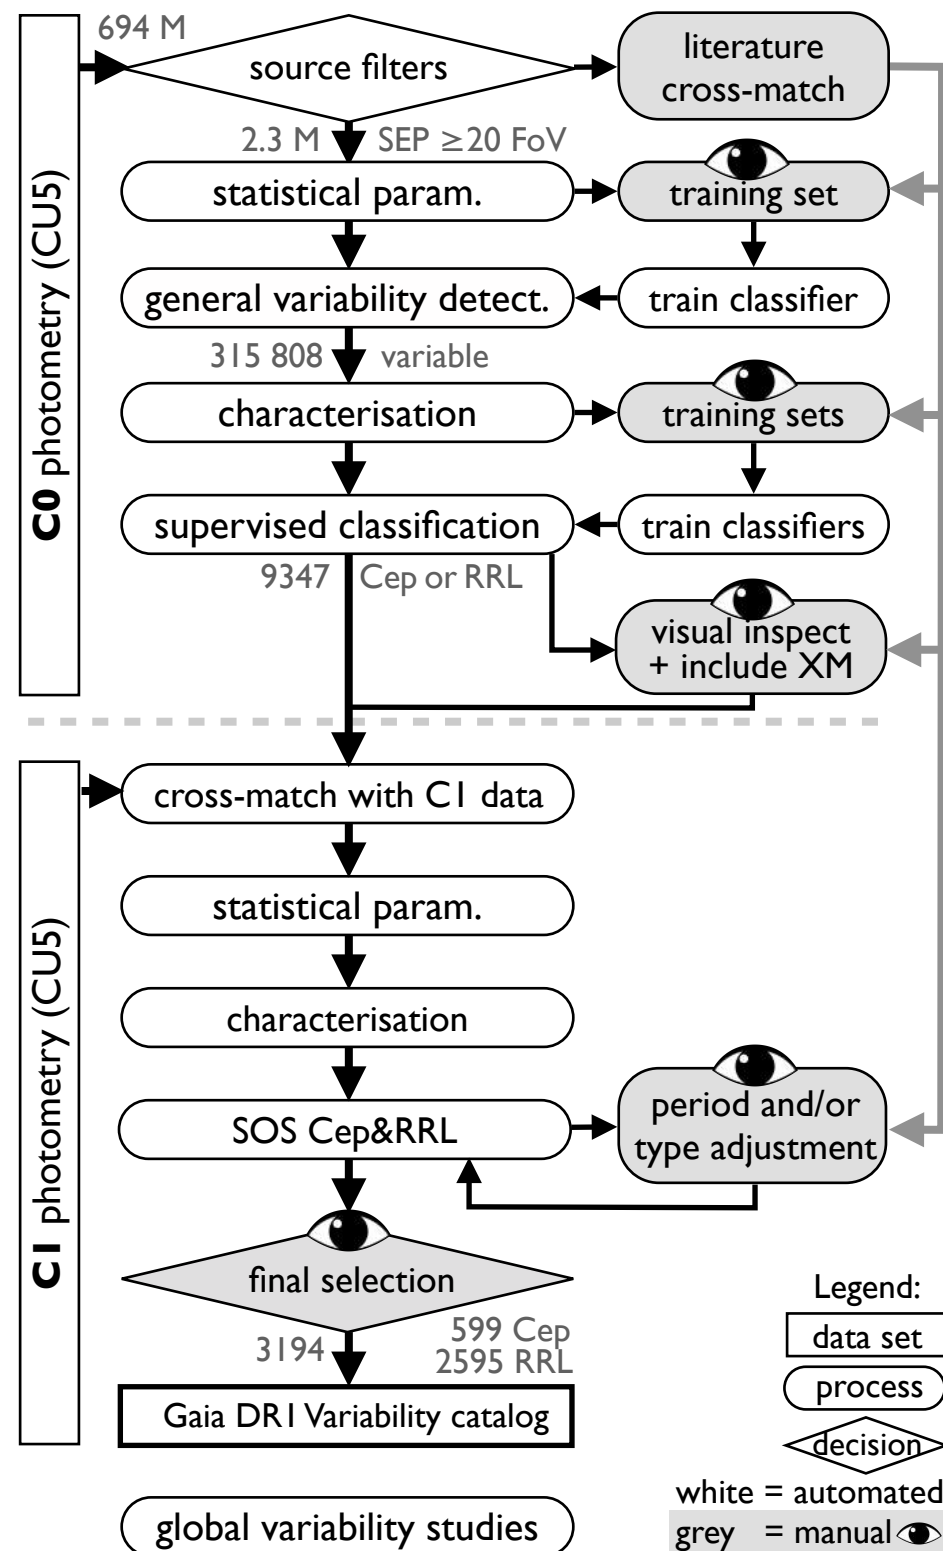 694 M
source filters
literature
cross-match
2.3 M SEP ≥20 FoV
statistical param.
training set
general variability detect.
train classifier
315 808 variable
characterisation
training sets
supervised classification
train classifiers
9347 Cep or RRL
visual inspect
+ include XM
C0 photometry (CU5)
cross-match with C1 data
statistical param.
characterisation
SOS Cep&RRL
period and/or
type adjustment
final selection
3194
599 Cep
2595 RRL
Gaia DR1 Variability catalog
global variability studies
C1 photometry (CU5)
Legend:
data set
process
decision
white = automated
grey = manual